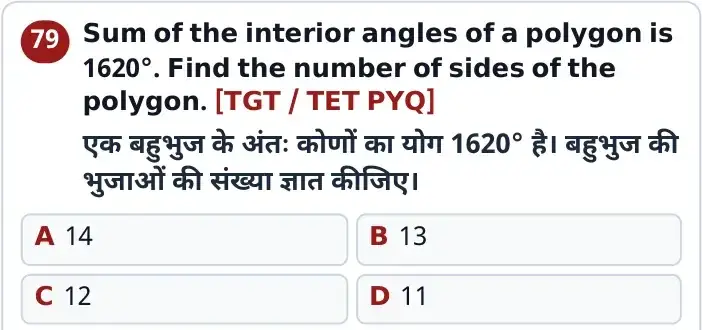 79 Sum of the interior angles of a polygon is
1620°. Find the number of sides of the
polygon. [TGT / TET PYQ]
एक बहुभुज के अंतः कोणों का योग 1620° है। बहुभुज की
भुजाओं की संख्या ज्ञात कीजिए।
A 14
B 13
C 12
D 11